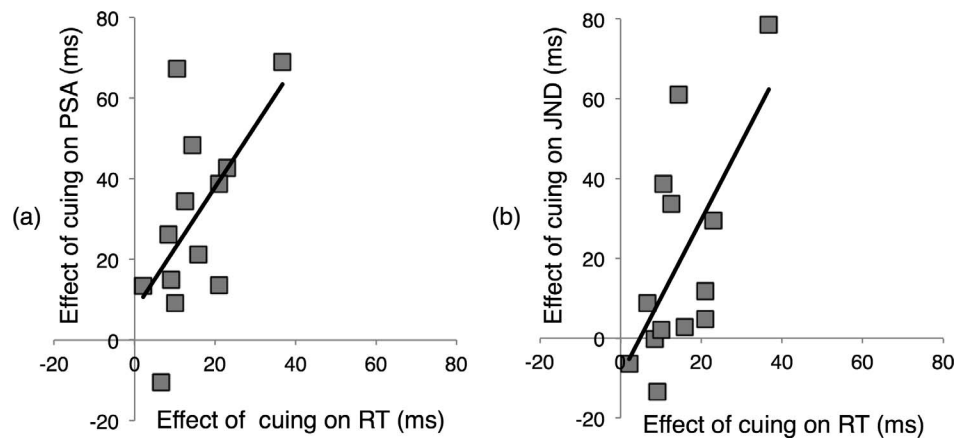 (a)
Effect of cuing on PSA (ms)
80
60
40
20
0
-20
-20 0 20 40 60 80
Effect of cuing on RT (ms)
(b)
Effect of cuing on JND (ms)
80
60
40
20
0
-20
-20 0 20 40 60 80
Effect of cuing on RT (ms)